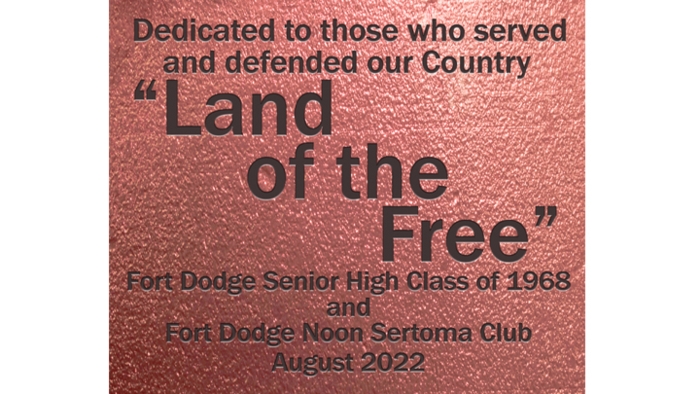 Dedicated to those who served
and defended our Country
“Land
of the
Free”
Fort Dodge Senior High Class of 1968
and
Fort Dodge Noon Sertoma Club
August 2022